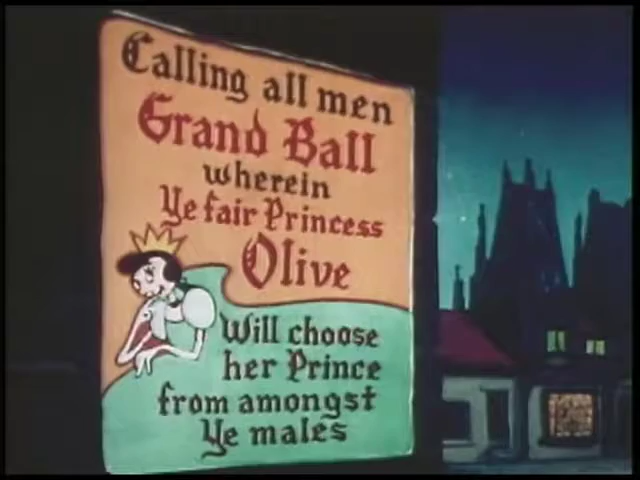 Calling all men
Grand Ball
wherein
Ye fair Princess
Olive
Will choose
her Prince
from amongst
Ye males